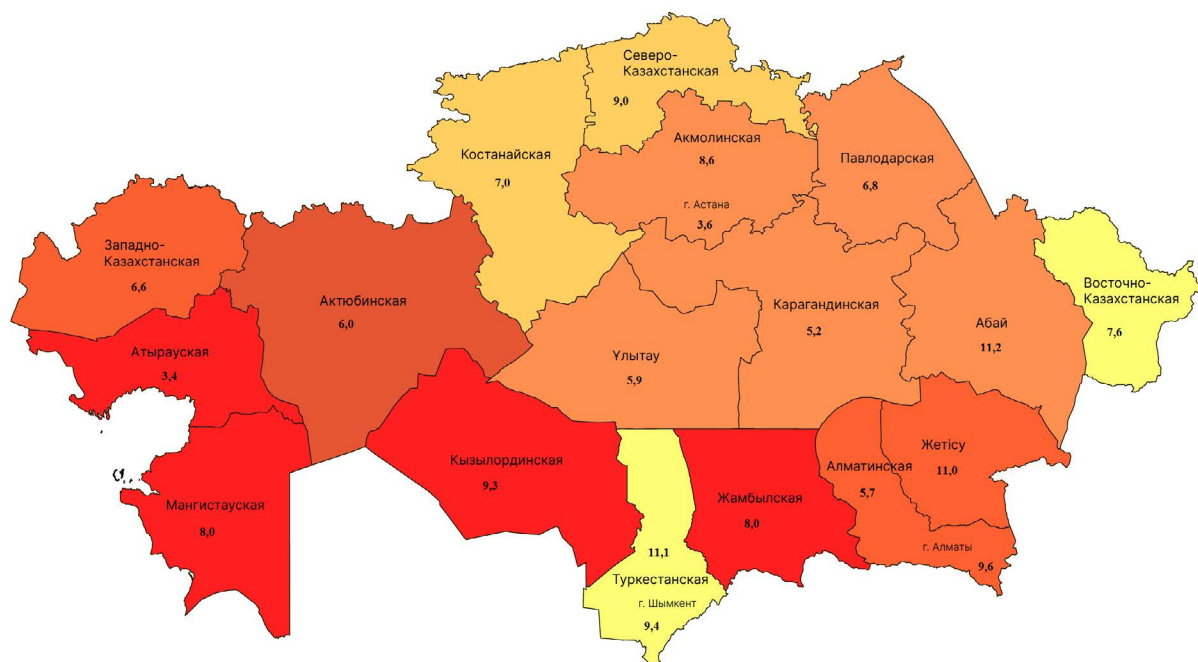 Северо-
Казахстанская
9,0
Костанайская
7,0
Акмолинская
8,6
г. Астана
3,6
Павлодарская
6,8
Западно-
Казахстанская
6,6
Актюбинская
6,0
Атырауская
3,4
Мангистауская
8,0
Кызылординская
9,3
Ұлытау
5,9
Карагандинская
5,2
Абай
11,2
Восточно-
Казахстанская
7,6
11,1
Туркестанская
г. Шымкент
9,4
Жамбылская
8,0
Алматинская
5,7
Жетісу
11,0
г. Алматы
9,6